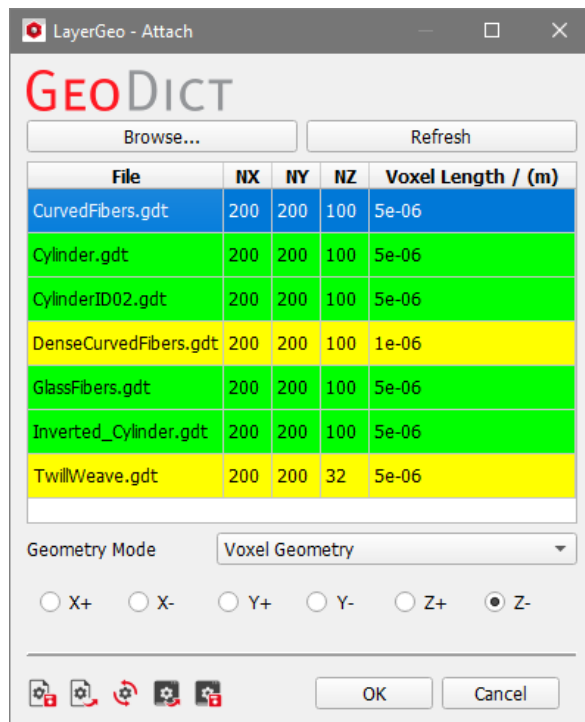 LayerGeo - Attach
GEODICT
Browse... Refresh
File NX NY NZ Voxel Length / (m)
CurvedFibers.gdt 200 200 100 5e-06
Cylinder.gdt 200 200 100 5e-06
CylinderID02.gdt 200 200 100 5e-06
DenseCurvedFibers.gdt 200 200 100 1e-06
GlassFibers.gdt 200 200 100 5e-06
Inverted_Cylinder.gdt 200 200 100 5e-06
TwillWeave.gdt 200 200 32 5e-06
Geometry Mode Voxel Geometry
X+ X- Y+ Y- Z+ Z-
OK Cancel